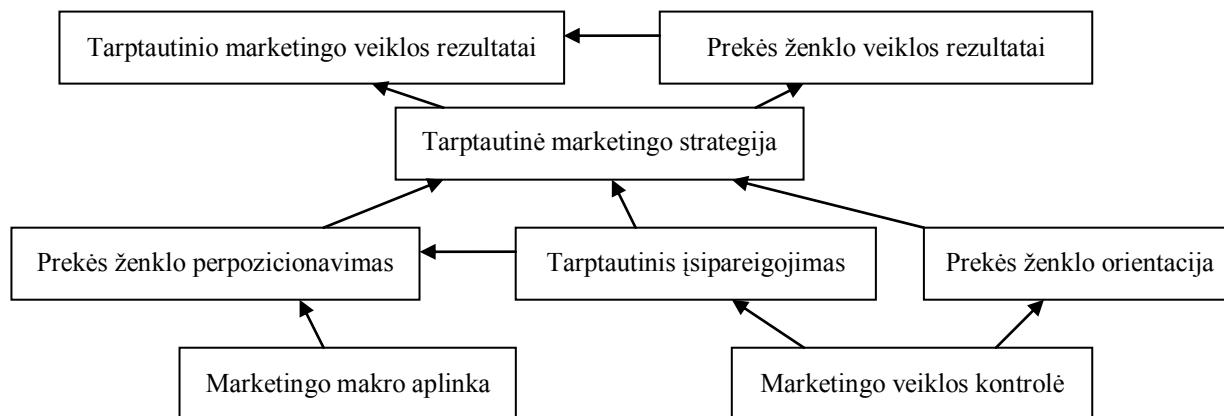 Tarptautinio marketingo veiklos rezultatai
Prekės ženklo veiklos rezultatai
Tarptautinė marketingo strategija
Prekės ženklo perpozicionavimas
Tarptautinis įsipareigojimas
Prekės ženklo orientacija
Marketingo makro aplinka
Marketingo veiklos kontrolė